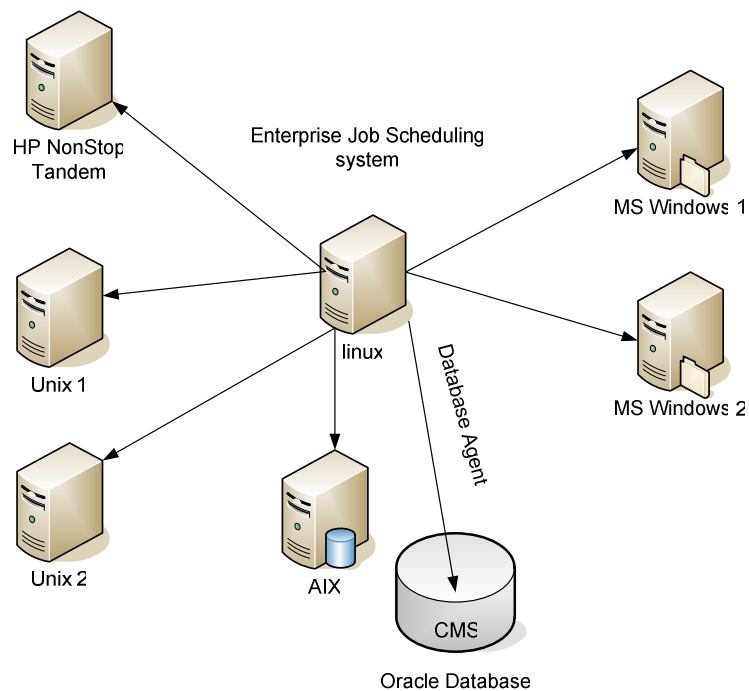 HP NonStop
Tandem
Enterprise Job Scheduling
system
MS Windows 1
Unix 1
linux
MS Windows 2
Database Agent
Unix 2
AIX
CMS
Oracle Database